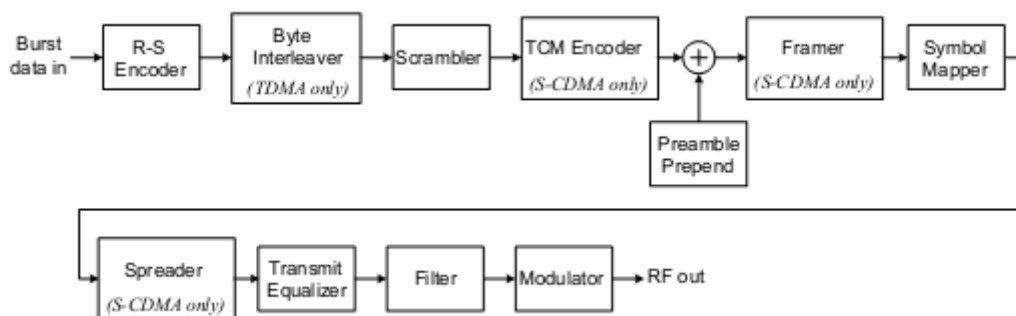 Burst
data in
R-S
Encoder
Byte
Interleaver
(TDMA only)
Scrambler
TCM Encoder
(S-CDMA only)
Preamble
Prepend
Framer
(S-CDMA only)
Symbol
Mapper
Spreader
(S-CDMA only)
Transmit
Equalizer
Filter
Modulator
RF out